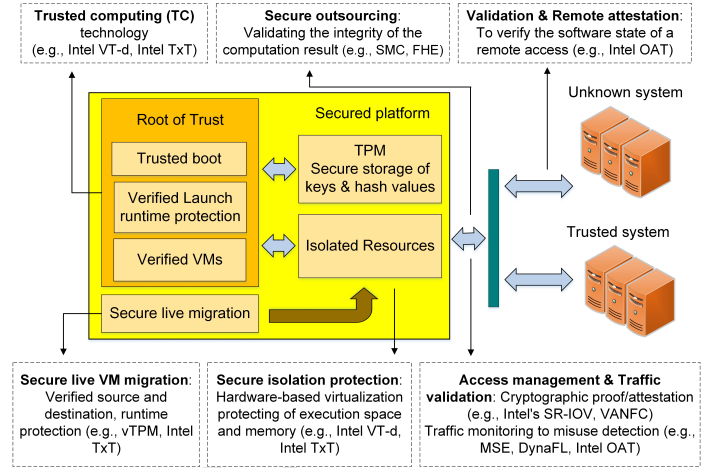 Trusted computing (TC)
technology
(e.g., Intel VT-d, Intel TxT)
Secure outsourcing:
Validating the integrity of the
computation result (e.g., SMC, FHE)
Validation & Remote attestation:
To verify the software state of a
remote access (e.g., Intel OAT)
Root of Trust
Trusted boot
Verified Launch
runtime protection
Verified VMs
Secure live migration
Secured platform
TPM
Secure storage of
keys & hash values
Isolated Resources
Unknown system
Trusted system
Secure live VM migration:
Verified source and
destination, runtime
protection (e.g., vTPM, Intel
TxT)
Secure isolation protection:
Hardware-based virtualization
protecting of execution space
and memory (e.g., Intel VT-d,
Intel TxT)
Access management & Traffic
validation: Cryptographic proof/attestation
(e.g., Intel's SR-IOV, VANFC)
Traffic monitoring to misuse detection (e.g.,
MSE, DynaFL, Intel OAT)